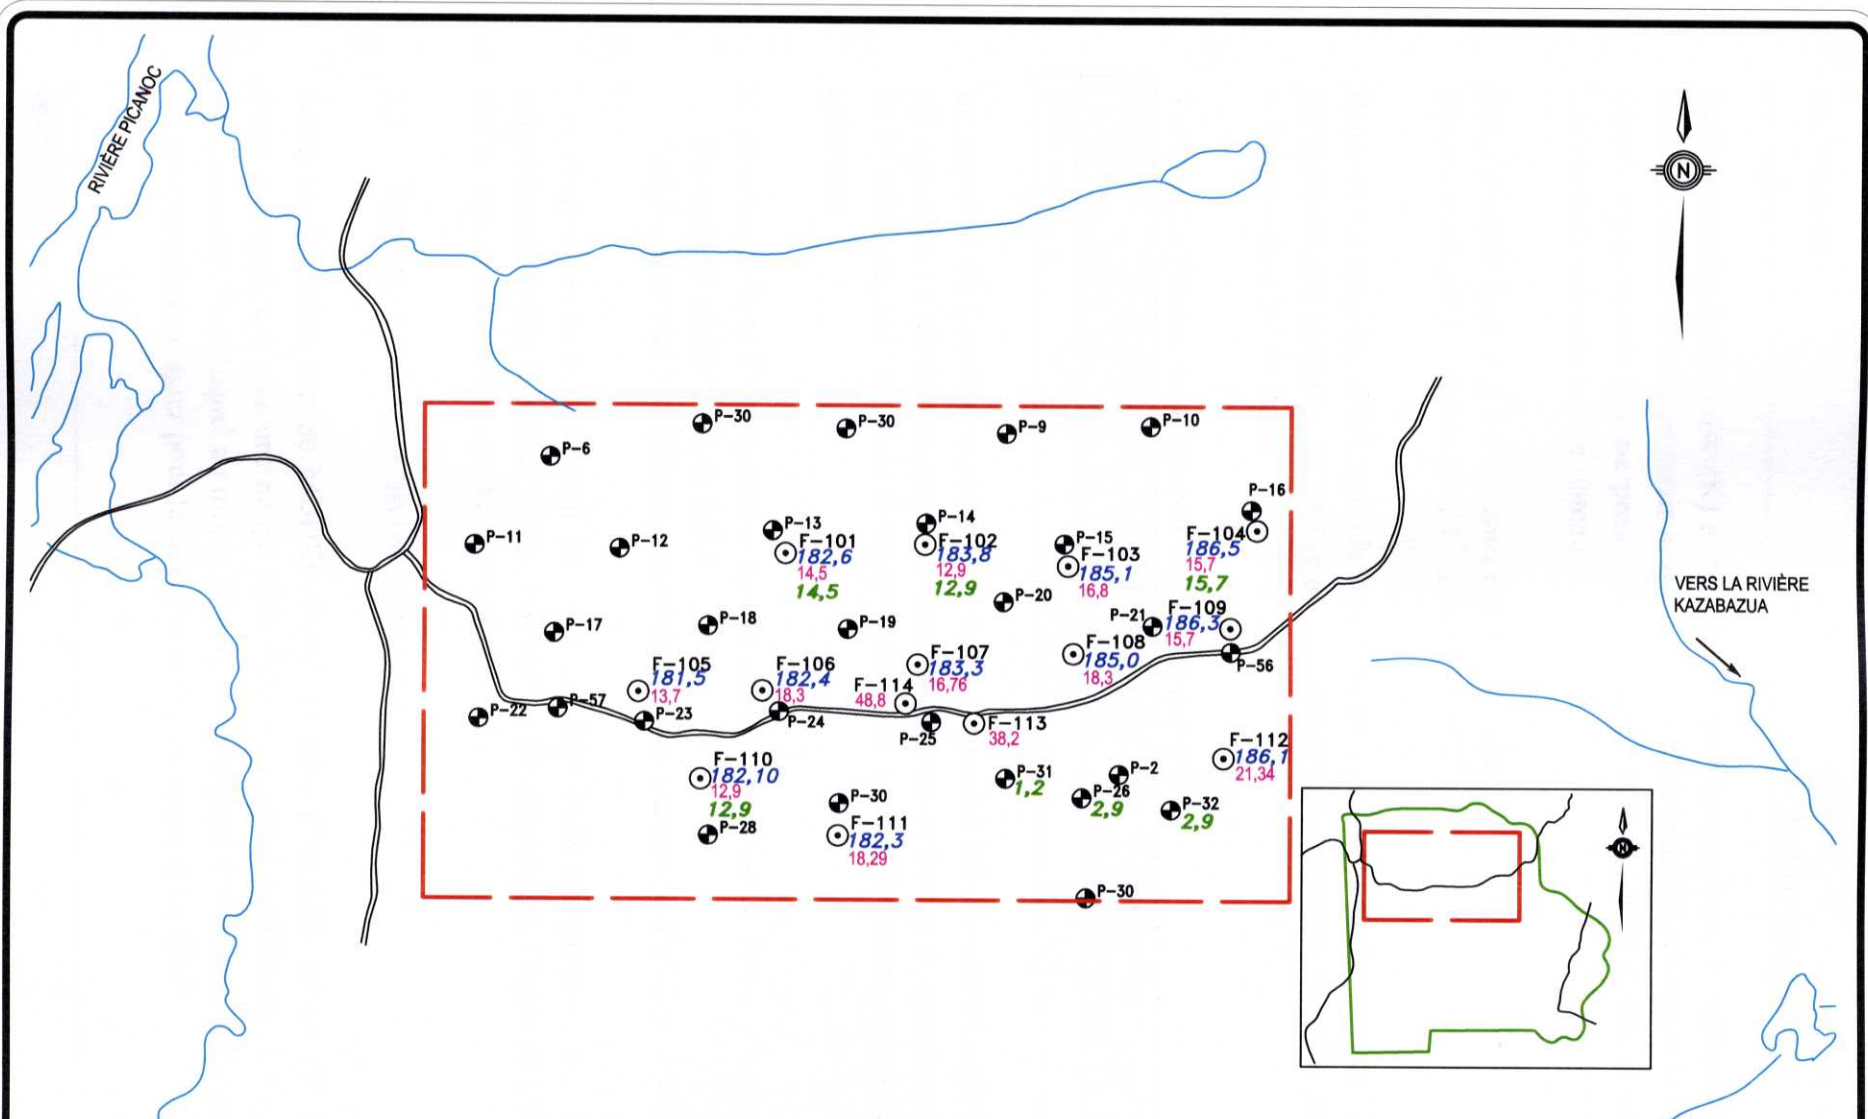 RIVIÈRE PICANOC
N
P-30
P-30
P-9
P-10
P-6
P-16
P-11
P-12
P-13
F-101
182,6
14,5
14,5
P-14
F-102
183,8
12,9
12,9
P-15
F-103
185,1
16,8
F-104
186,5
15,7
15,7
VERS LA RIVIÈRE
KAZABAZUA
P-17
P-18
P-19
P-20
P-21
F-109
186,3
15,7
P-56
F-105
181,5
13,7
F-106
182,4
18,3
F-107
183,3
16,76
F-108
185,0
18,3
F-114
48,8
P-22
P-57
P-23
P-24
P-25
F-113
38,2
F-112
186,1
21,34
F-110
182,10
12,9
12,9
P-28
P-30
F-111
182,3
18,29
P-31
1,2
P-2
P-26
2,9
P-32
2,9
P-30
N